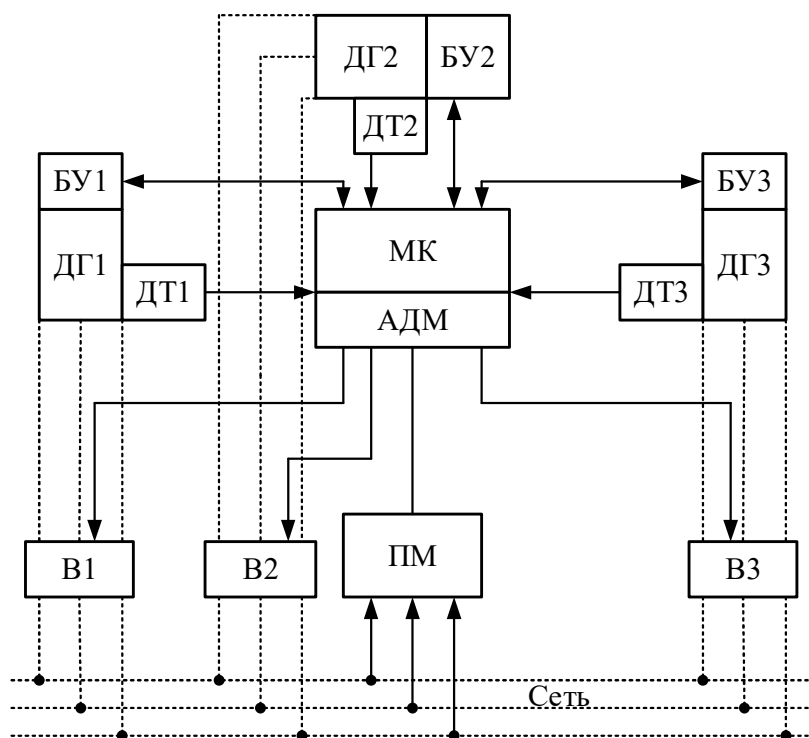 ДГ2 БУ2
ДТ2
БУ1
БУ3
МК
ДГ1
ДГ3
ДТ1
ДТ3
АДМ
В1
В2
ПМ
В3
Сеть